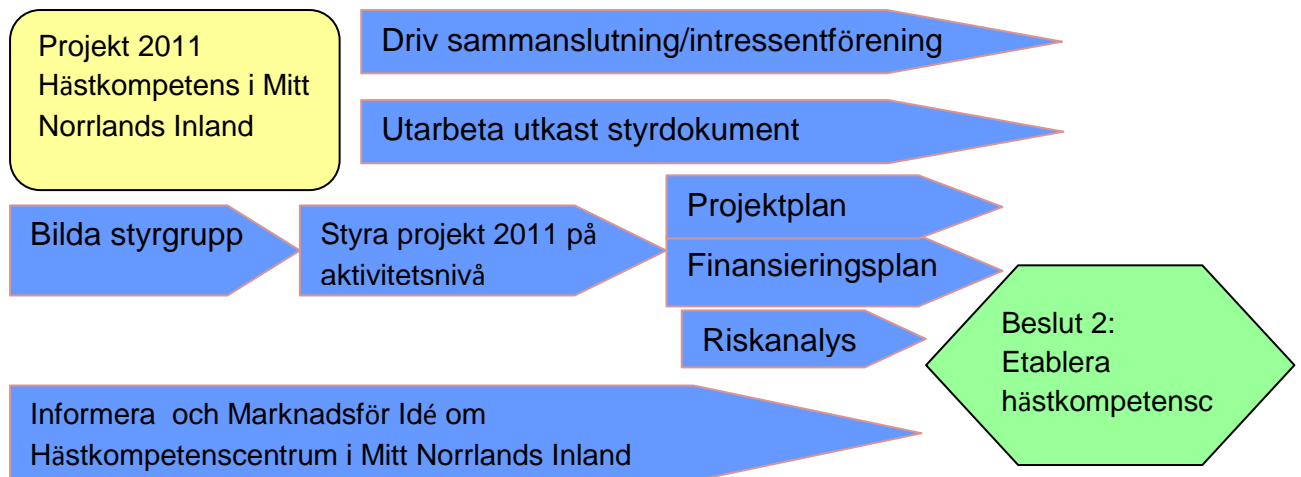 Projekt 2011
Hästkompetens i Mitt
Norrlands Inland
Driv sammanslutning/intressentförening
Utarbeta utkast styrdokument
Bilda styrgrupp
Styra projekt 2011 på
aktivitetsnivå
Projektplan
Finansieringsplan
Riskanalys
Beslut 2:
Etablera
hästkompetensc
Informera  och Marknadsför Idé om
Hästkompetenscentrum i Mitt Norrlands Inland